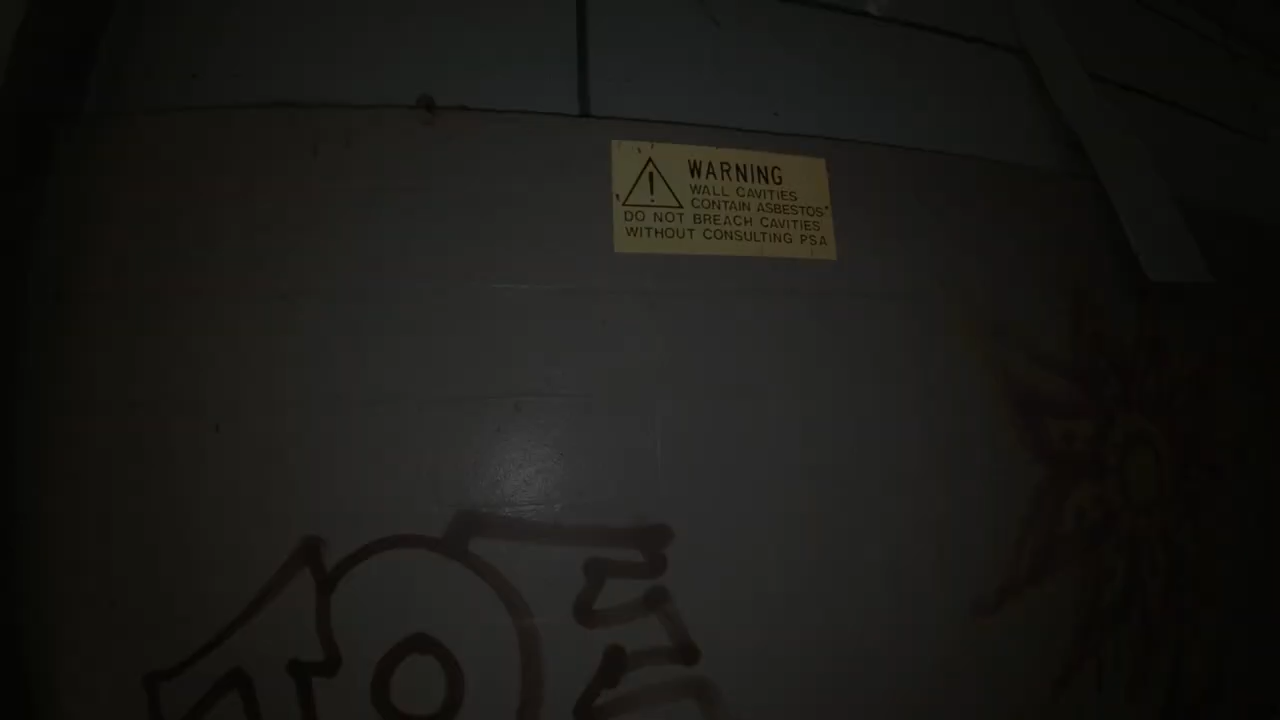 WARNING
WALL CAVITIES
CONTAIN ASBESTOS
DO NOT BREACH CAVITIES
WITHOUT CONSULTING PSA